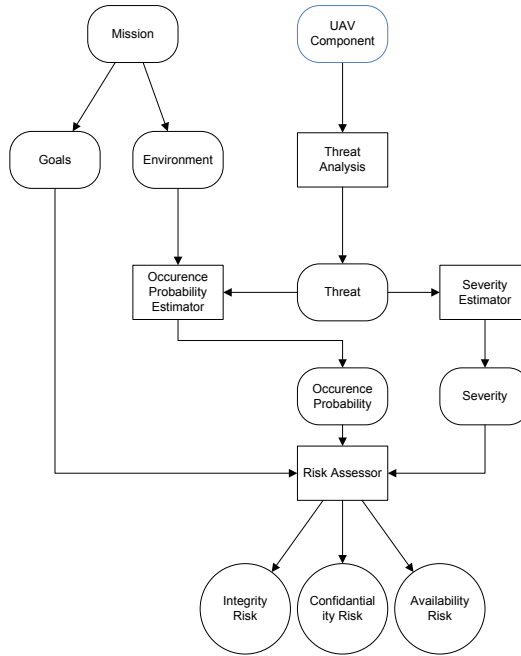 Mission
UAV
Component
Goals
Environment
Threat
Analysis
Occurence
Probability
Estimator
Threat
Severity
Estimator
Occurence
Probability
Severity
Risk Assessor
Integrity
Risk
Confidantial
ity Risk
Availability
Risk